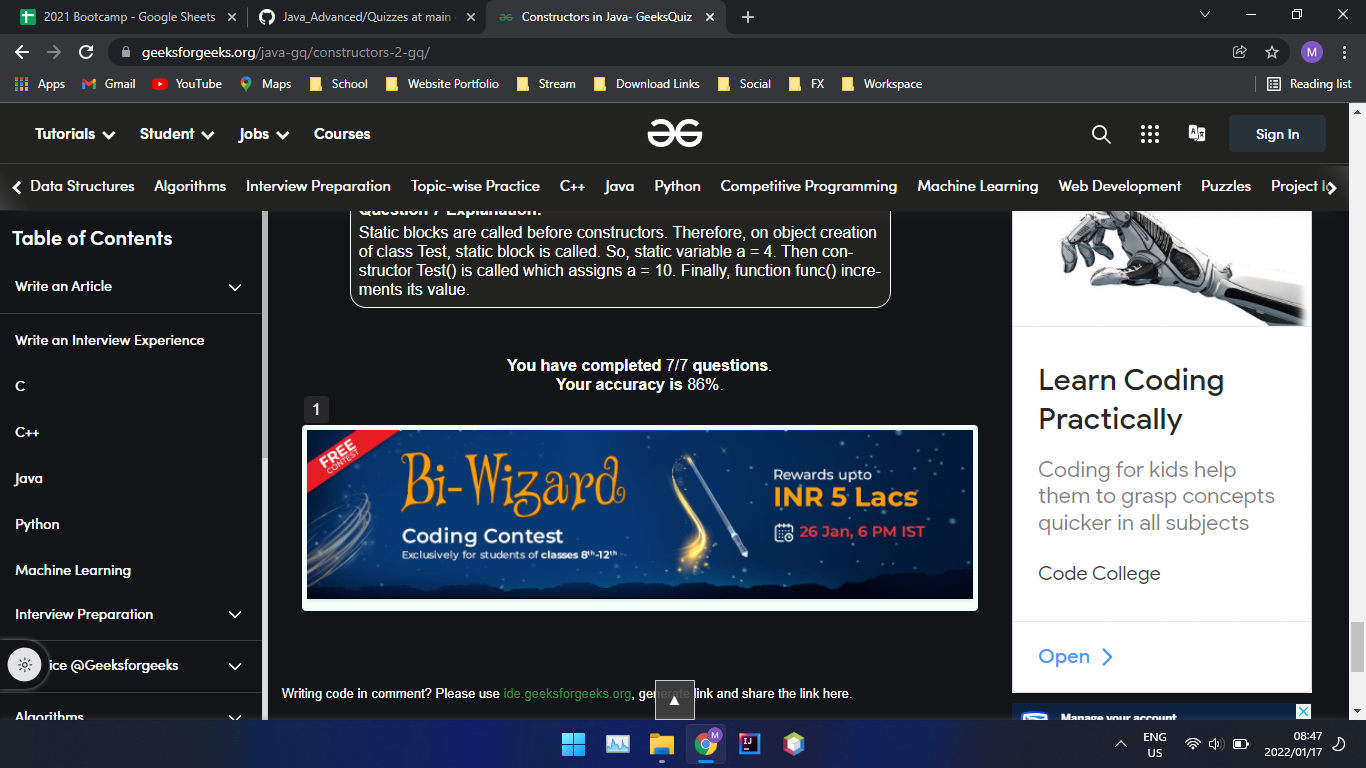 2021 Bootcamp - Google Sheets
Java_Advanced/Quizzes at main
Constructors in Java- GeeksQuiz
geeksforgeeks.org/java-gq/constructors-2-gq/
M
Apps
Gmail
YouTube
Maps
School
Website Portfolio
Stream
Download Links
Social
FX
Workspace
Reading list
Tutorials
Student
Jobs
Courses
Sign In
Data Structures
Algorithms
Interview Preparation
Topic-wise Practice
C++
Java
Python
Competitive Programming
Machine Learning
Web Development
Puzzles
Project
Table of Contents
Write an Article
Write an Interview Experience
C
C++
Java
Python
Machine Learning
Interview Preparation
ice @Geeksforgeeks
Algorithms
Question 7 Explanation:
Static blocks are called before constructors. Therefore, on object creation
of class Test, static block is called. So, static variable a = 4. Then con-
structor Test() is called which assigns a = 10. Finally, function func() incre-
ments its value.
You have completed 7/7 questions.
Your accuracy is 86%.
1
FREE
CONTEST
Bi-Wizard
Coding Contest
Exclusively for students of classes 8th-12th
Rewards upto
INR 5 Lacs
26 Jan, 6 PM IST
Writing code in comment? Please use ide.geeksforgeeks.org, generate link and share the link here.
Learn Coding
Practically
Coding for kids help
them to grasp concepts
quicker in all subjects
Code College
Open
Manage your account
M
IJ
ENG
US
08:47
2022/01/17